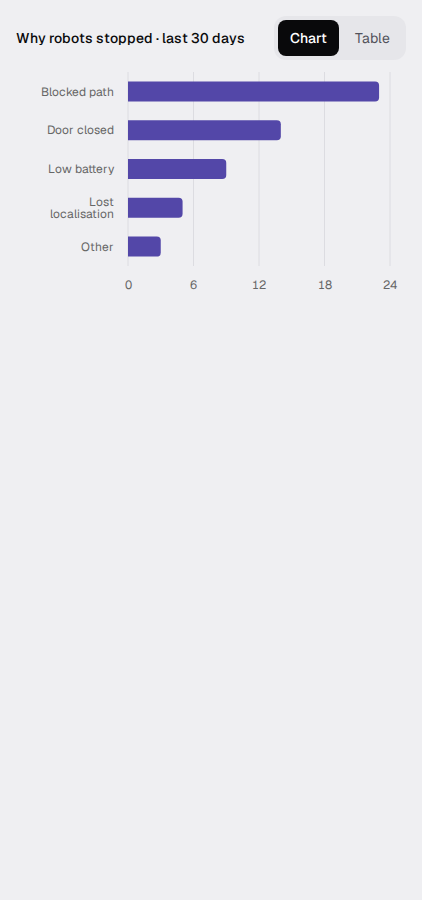 Why robots stopped · last 30 days
Chart
Table
Blocked path
Door closed
Low battery
Lost
localisation
Other
0 6 12 18 24